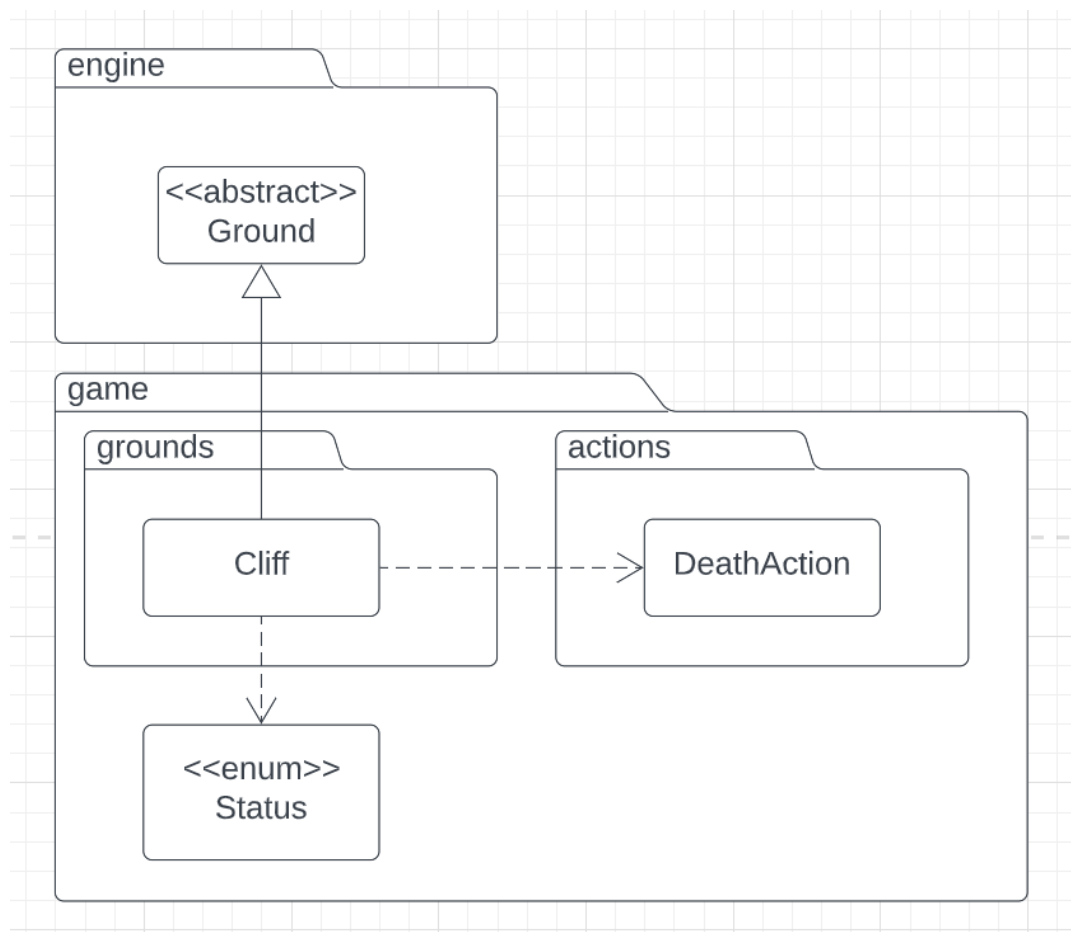 engine
<<abstract>>
Ground
game
grounds
actions
Cliff
DeathAction
<<enum>>
Status